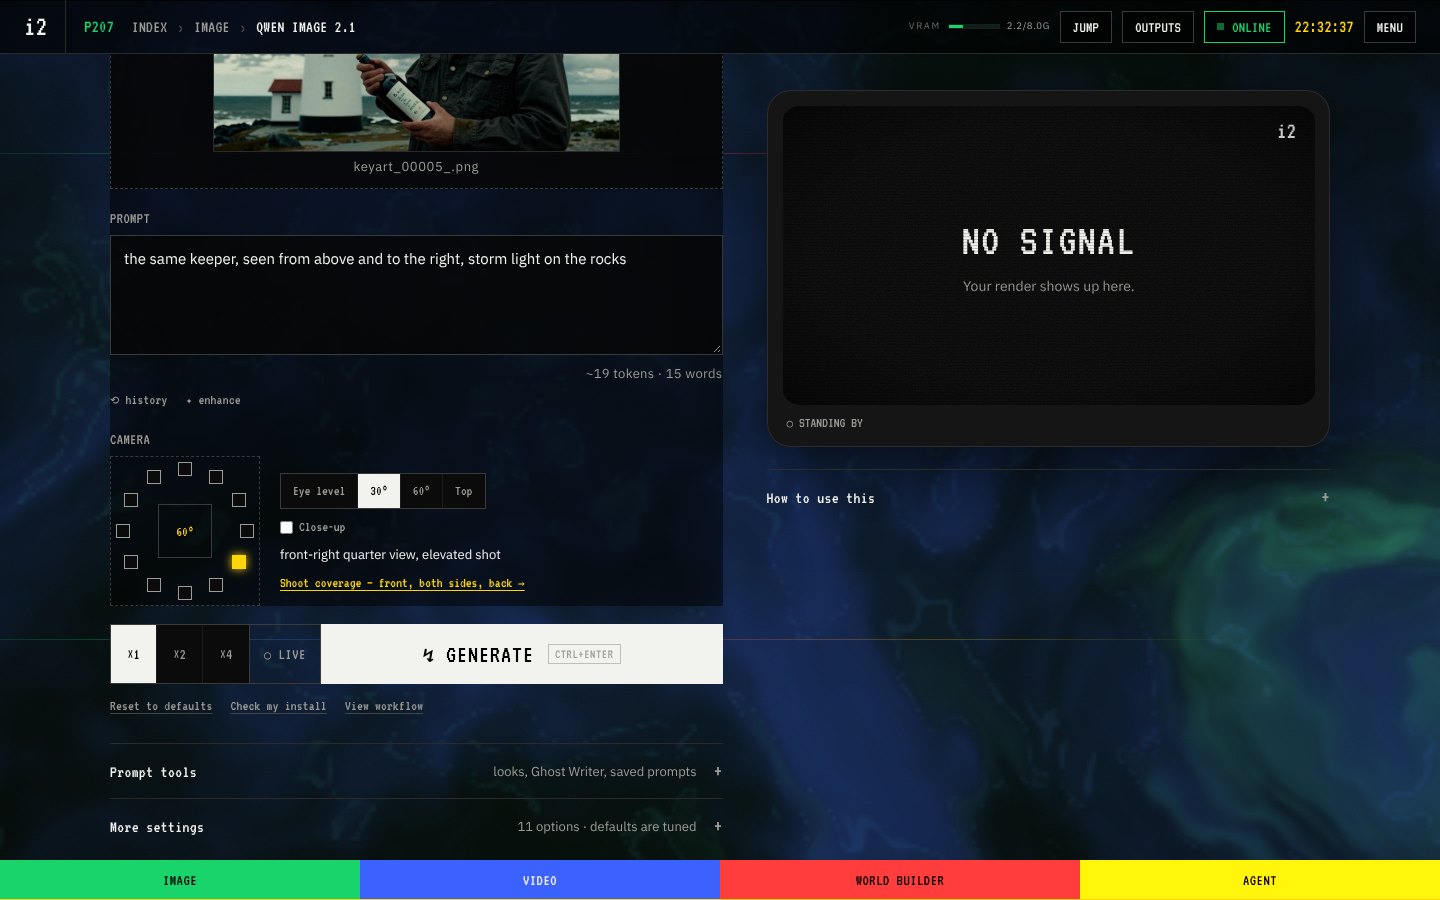 i2
P207 INDEX › IMAGE › QWEN IMAGE 2.1
VRAM 2.2/8.0G JUMP OUTPUTS ONLINE 22:32:37 MENU
keyart_00005_.png
PROMPT
the same keeper, seen from above and to the right, storm light on the rocks
~19 tokens · 15 words
⟲ history ✦ enhance
CAMERA
60°
Eye level 30° 60° Top
Close-up
front-right quarter view, elevated shot
Shoot coverage – front, both sides, back →
X1 X2 X4 ○ LIVE ↯ GENERATE CTRL+ENTER
Reset to defaults Check my install View workflow
Prompt tools looks, Ghost Writer, saved prompts +
More settings 11 options · defaults are tuned +
i2
NO SIGNAL
Your render shows up here.
○ STANDING BY
How to use this +
IMAGE VIDEO WORLD BUILDER AGENT